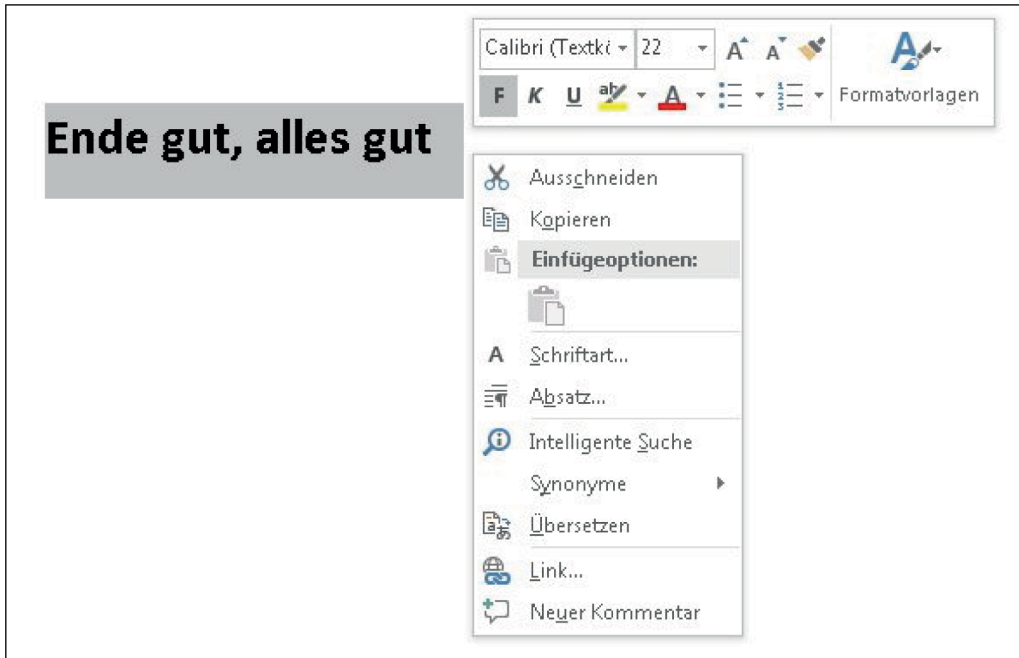 Calibri (Textkö 22
F K U A Formatvorlagen
Ende gut, alles gut
Ausschneiden
Kopieren
Einfügeoptionen:
A Schriftart...
Absatz...
Intelligente Suche
Synonyme
Übersetzen
Link...
Neuer Kommentar